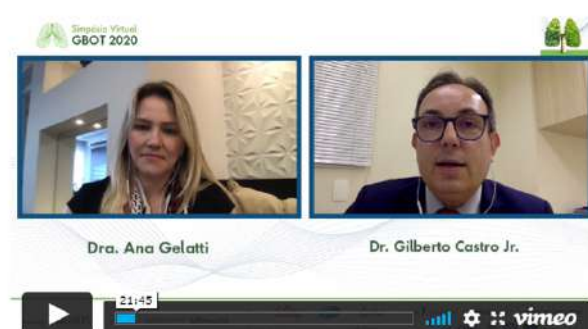 Simpósio Virtual
GBOT 2020
Dra. Ana Gelatti
Dr. Gilberto Castro Jr.
21:45
vimeo